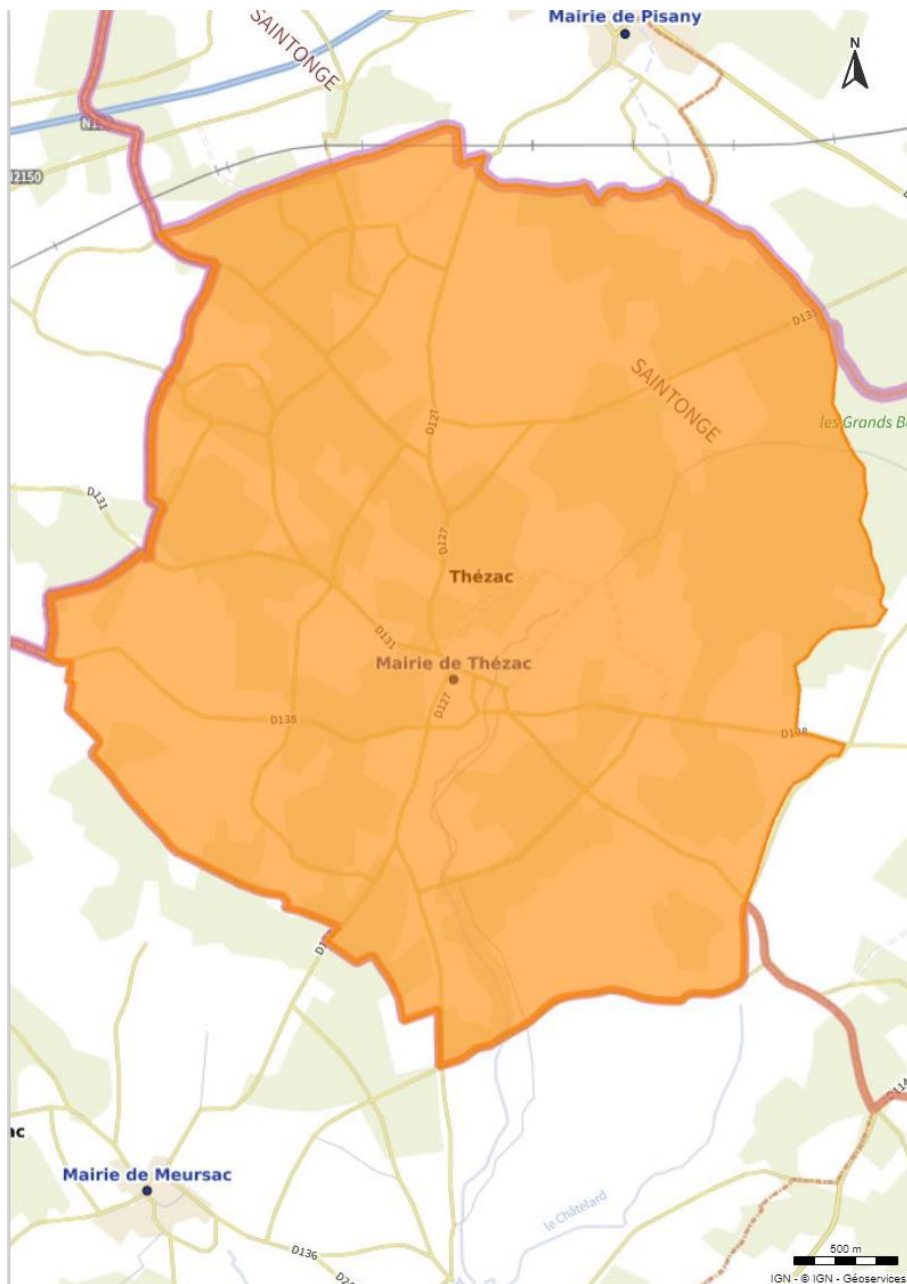 Mairie de Pisany
SAINTONGE
N
N150
2150
D131
SAINTONGE
les Grands B
D127
D131
D127
Thézac
D131
Mairie de Thézac
D127
D138
D138
ac
Mairie de Meursac
le Châtelard
D136
500 m
IGN - © IGN - Géoservices